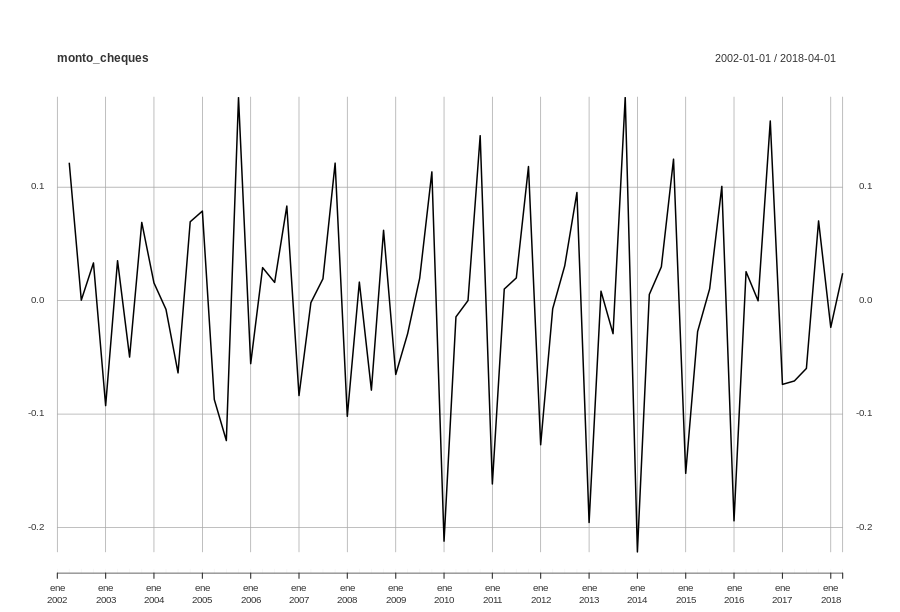 monto_cheques 2002-01-01 / 2018-04-01
0.1 0.1
0.0 0.0
-0.1 -0.1
-0.2 -0.2
ene ene ene ene ene ene ene ene ene ene ene ene ene ene ene ene ene
2002 2003 2004 2005 2006 2007 2008 2009 2010 2011 2012 2013 2014 2015 2016 2017 2018